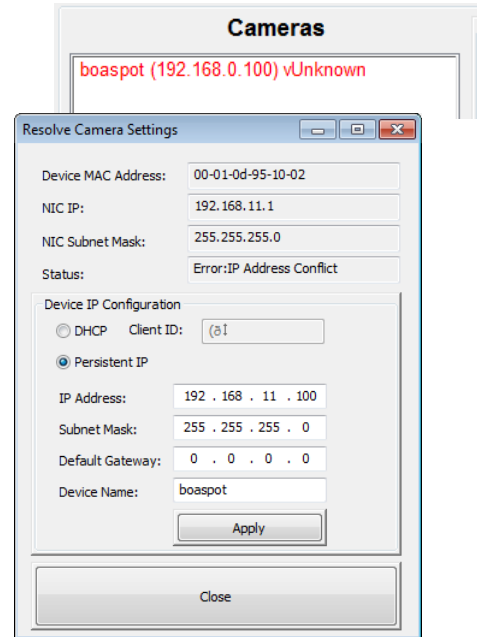 Cameras
boaspot (192.168.0.100) vUnknown
Resolve Camera Settings
Device MAC Address: 00-01-0d-95-10-02
NIC IP: 192.168.11.1
NIC Subnet Mask: 255.255.255.0
Status: Error:IP Address Conflict
Device IP Configuration
DHCP Client ID: (ðÌ
Persistent IP
IP Address: 192 . 168 . 11 . 100
Subnet Mask: 255 . 255 . 255 . 0
Default Gateway: 0 . 0 . 0 . 0
Device Name: boaspot
Apply
Close